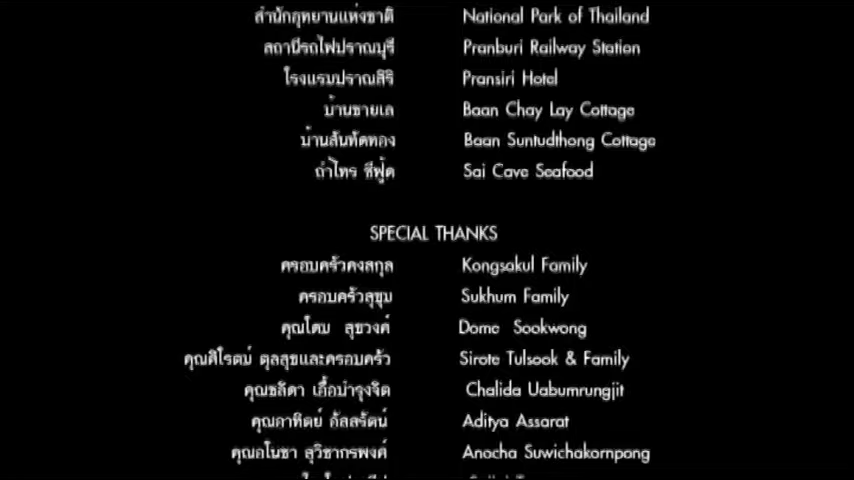 สำนักอุทยานแห่งชาติ National Park of Thailand
สถานีรถไฟปราณบุรี Pranburi Railway Station
โรงแรมปราณสิริ Pransiri Hotel
บ้านชายเล Baan Chay Lay Cottage
บ้านสันทัดทอง Baan Suntudthong Cottage
ถ้ำไทร ซีฟู้ด Sai Cave Seafood
SPECIAL THANKS
ครอบครัวคงสกุล Kongsakul Family
ครอบครัวสุขุม Sukhum Family
คุณโดม สุขวงศ์ Dome Sookwong
คุณศิโรตม์ ตุลสุขและครอบครัว Sirote Tulsook & Family
คุณชลิดา เอื้อบำรุงจิต Chalida Uabumrungjit
คุณอาทิตย์ อัสสรัตน์ Aditya Assarat
คุณอโนชา สุวิชากรพงศ์ Anocha Suwichakornpong